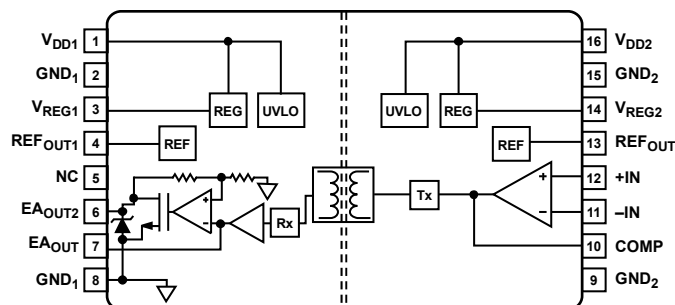 VDD1 1
GND1 2
VREG1 3
REFOUT1 4
NC 5
EAOUT2 6
EAOUT 7
GND1 8
REG
UVLO
REF
Rx
+
–
UVLO
REG
REF
Tx
+
–
16 VDD2
15 GND2
14 VREG2
13 REFOUT
12 +IN
11 –IN
10 COMP
9 GND2